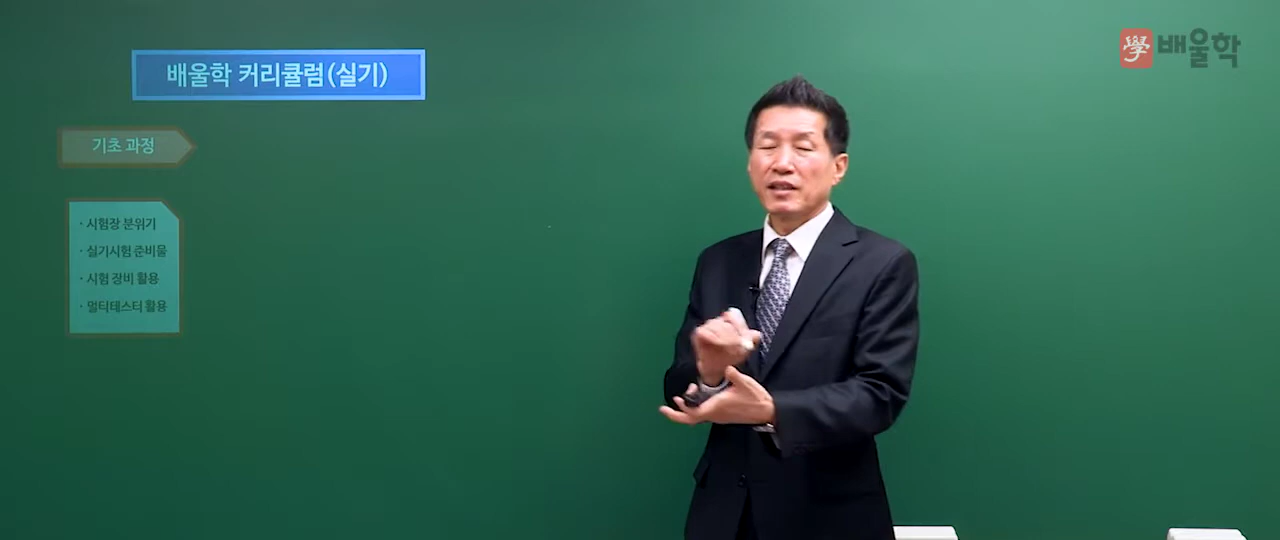 배울학 커리큘럼(실기)
學 배울학
기초 과정
· 시험장 분위기
· 실기시험 준비물
· 시험 장비 활용
· 멀티테스터 활용